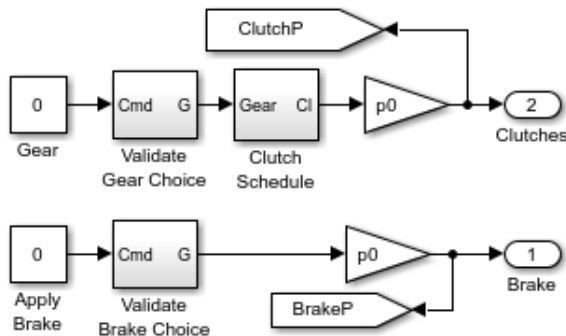 ClutchP
0
Cmd G
Gear Cl
p0
2
Gear
Validate
Gear Choice
Clutch
Schedule
Clutches
0
Cmd G
p0
1
Apply
Brake
Validate
Brake Choice
BrakeP
Brake